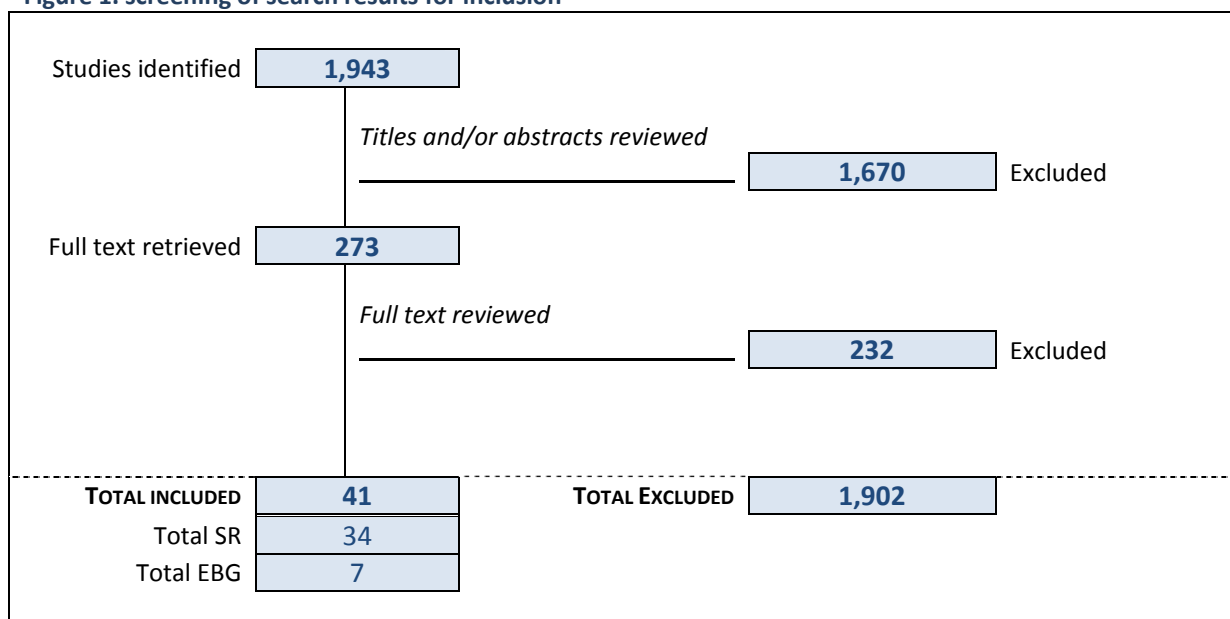 Figure 1: screening of search results for inclusion
Studies identified 1,943
Titles and/or abstracts reviewed
1,670 Excluded
Full text retrieved 273
Full text reviewed
232 Excluded
TOTAL INCLUDED 41 TOTAL EXCLUDED 1,902
Total SR 34
Total EBG 7